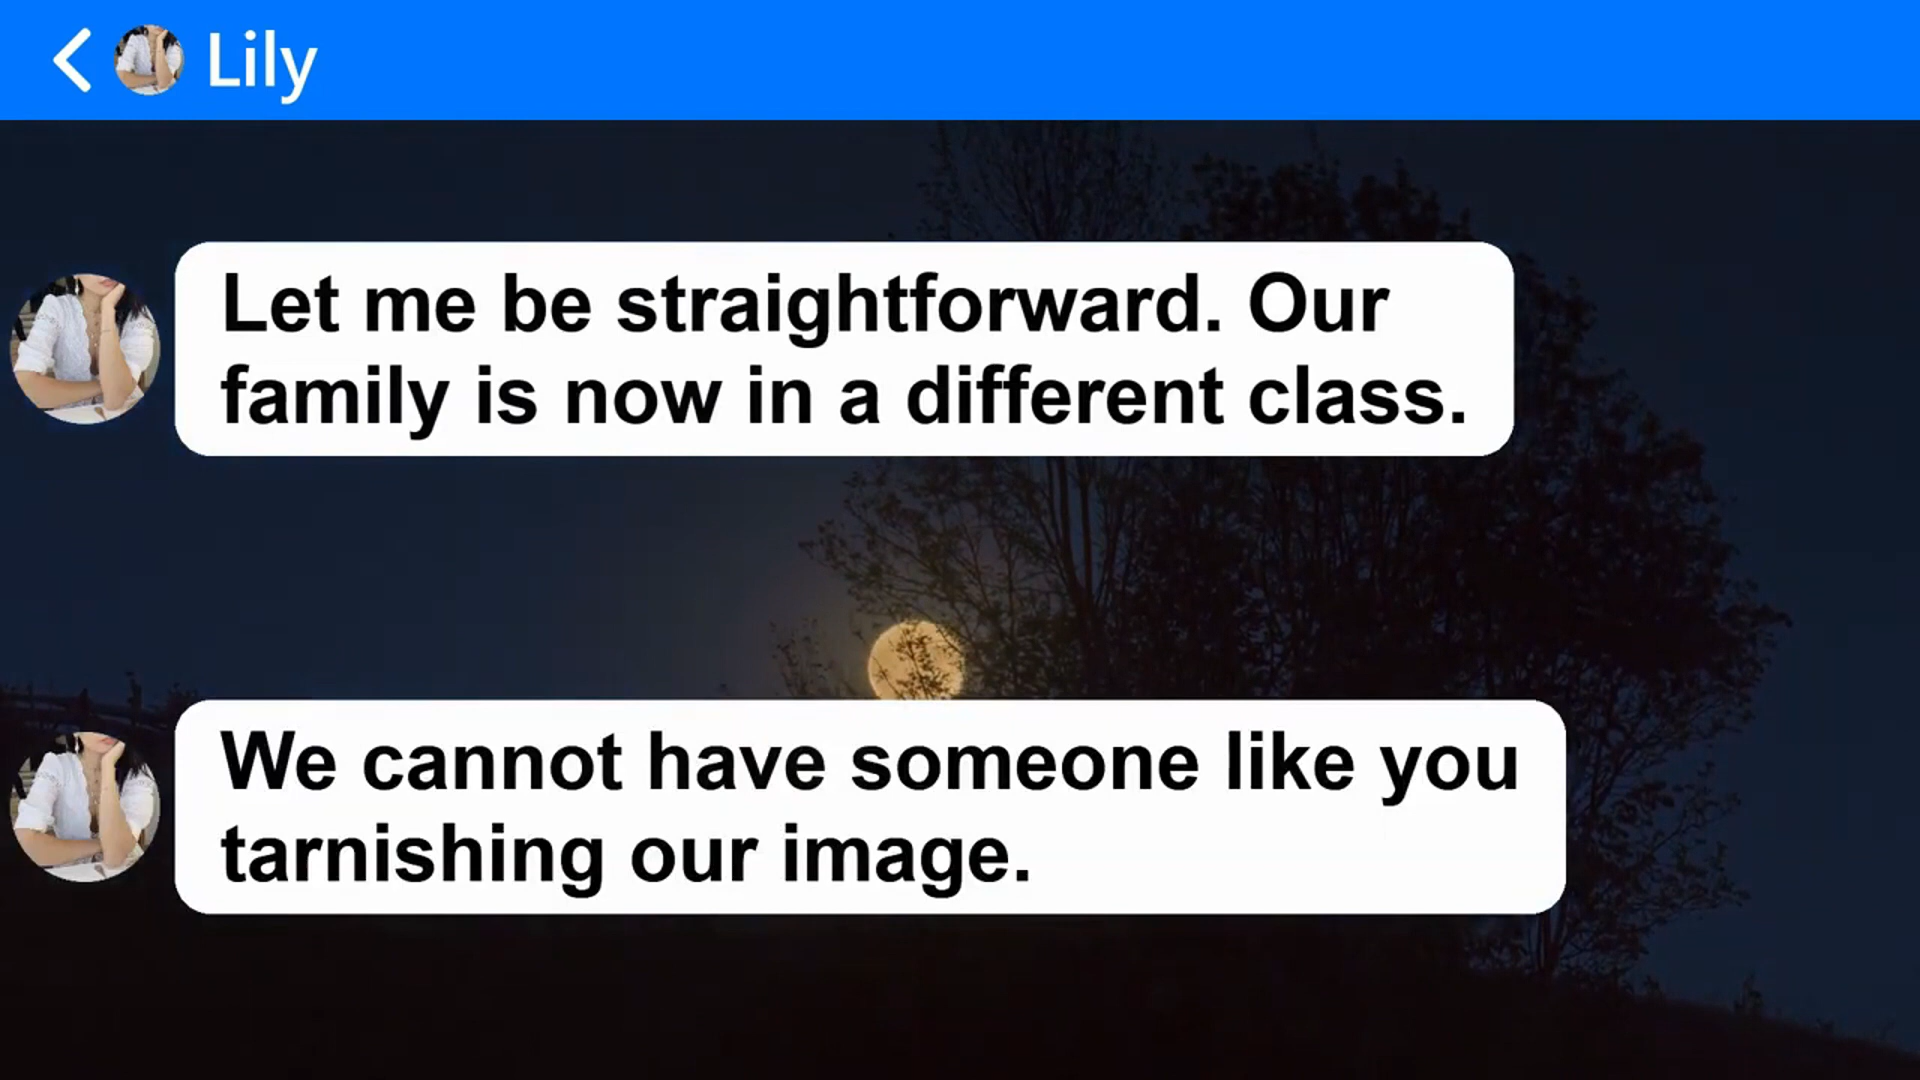 Lily
Let me be straightforward. Our
family is now in a different class.
We cannot have someone like you
tarnishing our image.